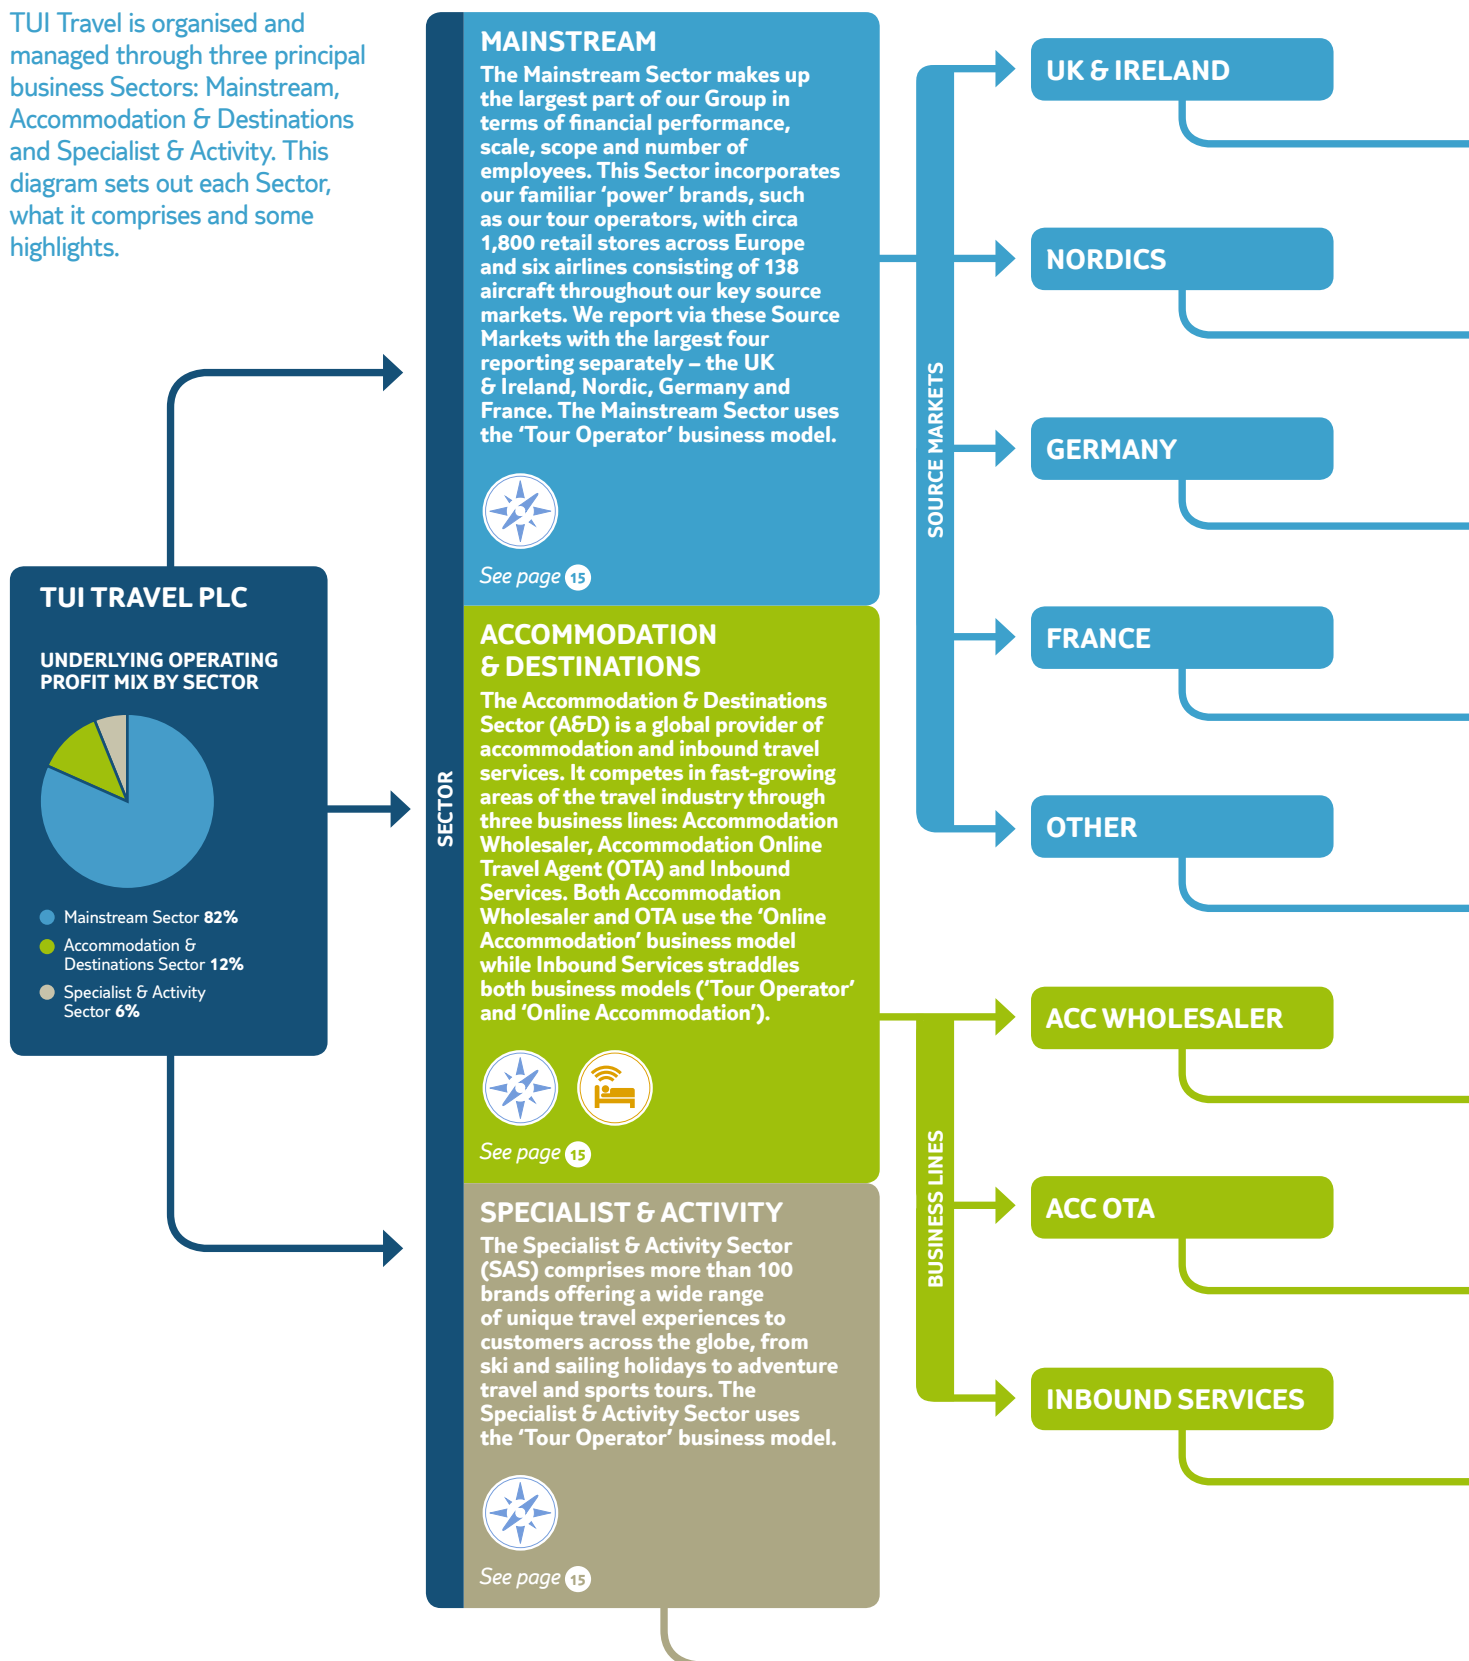 TUI Travel is organised and
managed through three principal
business Sectors: Mainstream,
Accommodation & Destinations
and Specialist & Activity. This
diagram sets out each Sector,
what it comprises and some
highlights.
TUI TRAVEL PLC
UNDERLYING OPERATING
PROFIT MIX BY SECTOR
Mainstream Sector 82%
Accommodation &
Destinations Sector 12%
Specialist & Activity
Sector 6%
SECTOR
MAINSTREAM
The Mainstream Sector makes up
the largest part of our Group in
terms of financial performance,
scale, scope and number of
employees. This Sector incorporates
our familiar ‘power’ brands, such
as our tour operators, with circa
1,800 retail stores across Europe
and six airlines consisting of 138
aircraft throughout our key source
markets. We report via these Source
Markets with the largest four
reporting separately – the UK
& Ireland, Nordic, Germany and
France. The Mainstream Sector uses
the ‘Tour Operator’ business model.
See page 15
ACCOMMODATION
& DESTINATIONS
The Accommodation & Destinations
Sector (A&D) is a global provider of
accommodation and inbound travel
services. It competes in fast-growing
areas of the travel industry through
three business lines: Accommodation
Wholesaler, Accommodation Online
Travel Agent (OTA) and Inbound
Services. Both Accommodation
Wholesaler and OTA use the ‘Online
Accommodation’ business model
while Inbound Services straddles
both business models (‘Tour Operator’
and ‘Online Accommodation’).
See page 15
SPECIALIST & ACTIVITY
The Specialist & Activity Sector
(SAS) comprises more than 100
brands offering a wide range
of unique travel experiences to
customers across the globe, from
ski and sailing holidays to adventure
travel and sports tours. The
Specialist & Activity Sector uses
the ‘Tour Operator’ business model.
See page 15
SOURCE MARKETS
UK & IRELAND
NORDICS
GERMANY
FRANCE
OTHER
BUSINESS LINES
ACC WHOLESALER
ACC OTA
INBOUND SERVICES